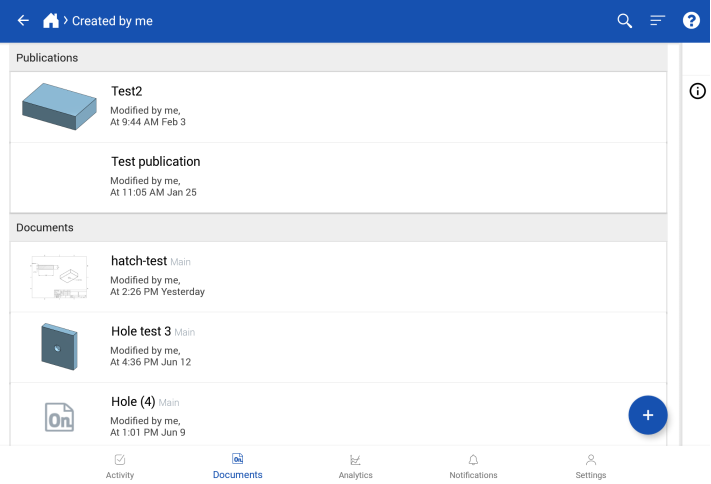 Created by me
Publications
Test2
Modified by me,
At 9:44 AM Feb 3
Test publication
Modified by me,
At 11:05 AM Jan 25
Documents
hatch-test Main
Modified by me,
At 2:26 PM Yesterday
Hole test 3 Main
Modified by me,
At 4:36 PM Jun 12
Hole (4) Main
On
Modified by me,
At 1:01 PM Jun 9
Activity
Documents
Analytics
Notifications
Settings